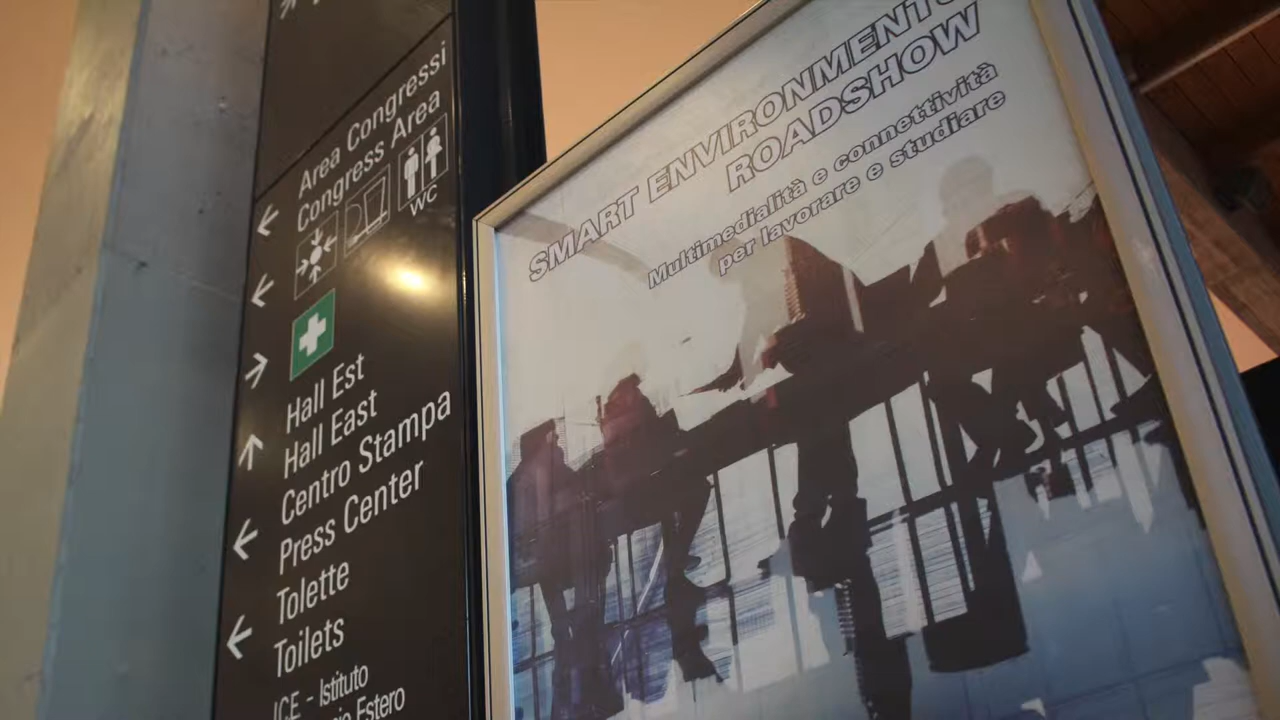 Area Congressi
Congress Area
WC
Hall Est
Hall East
Centro Stampa
Press Center
Tolette
Toilets
ICE - Istituto
Estero
SMART ENVIRONMENTS
ROADSHOW
Multimedialità e connettività
per lavorare e studiare